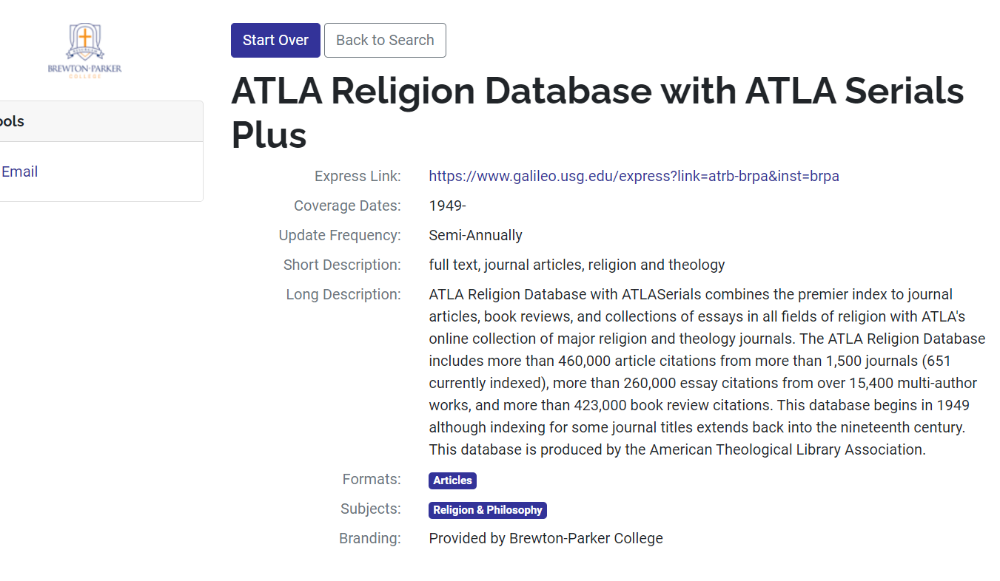 BREWTON-PARKER
COLLEGE
Start Over
Back to Search
ATLA Religion Database with ATLA Serials
Plus
ools
Email
Express Link: https://www.galileo.usg.edu/express?link=atrb-brpa&inst=brpa
Coverage Dates: 1949-
Update Frequency: Semi-Annually
Short Description: full text, journal articles, religion and theology
Long Description: ATLA Religion Database with ATLASerials combines the premier index to journal
articles, book reviews, and collections of essays in all fields of religion with ATLA's
online collection of major religion and theology journals. The ATLA Religion Database
includes more than 460,000 article citations from more than 1,500 journals (651
currently indexed), more than 260,000 essay citations from over 15,400 multi-author
works, and more than 423,000 book review citations. This database begins in 1949
although indexing for some journal titles extends back into the nineteenth century.
This database is produced by the American Theological Library Association.
Formats: Articles
Subjects: Religion & Philosophy
Branding: Provided by Brewton-Parker College